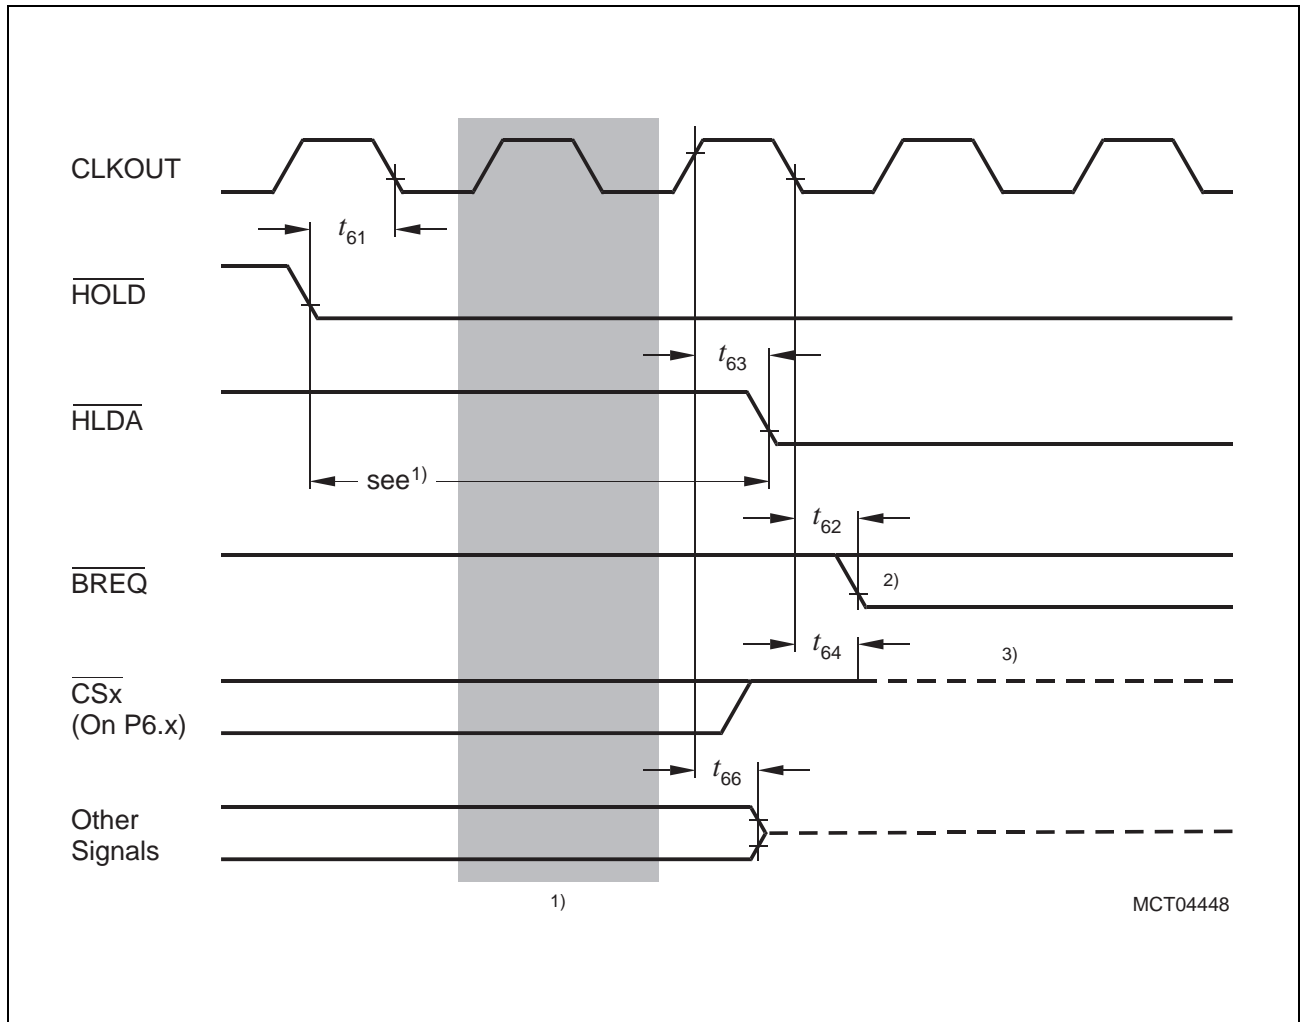 CLKOUT
t61
HOLD
t63
HLDA
see1)
t62
BREQ
2)
t64
3)
CSx
(On P6.x)
t66
Other
Signals
1)
MCT04448